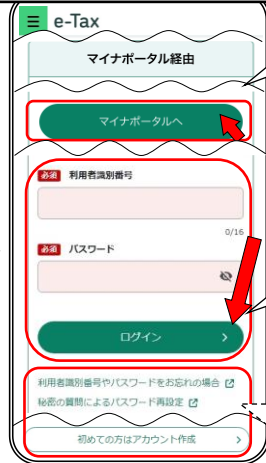 e-Tax
マイナポータル経由
マイナポータルへ
必須 利用者識別番号
0/16
必須 パスワード
ログイン
利用者識別番号やパスワードをお忘れの場合
秘密の質問によるパスワード再設定
初めての方はアカウント作成